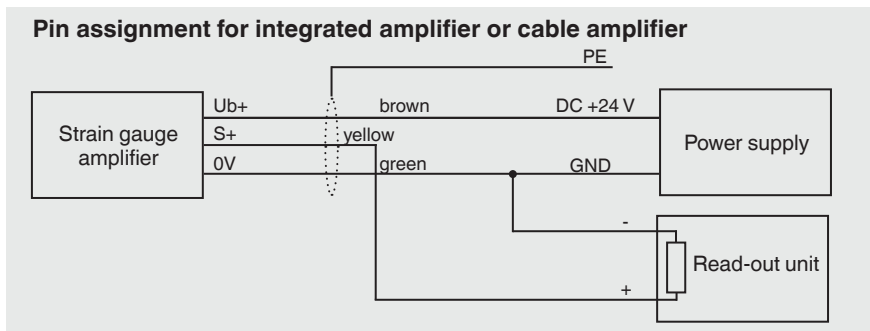 Pin assignment for integrated amplifier or cable amplifier
PE
Ub+ brown DC +24 V
Strain gauge
amplifier
S+ yellow
Power supply
0V green GND
-
Read-out unit
+